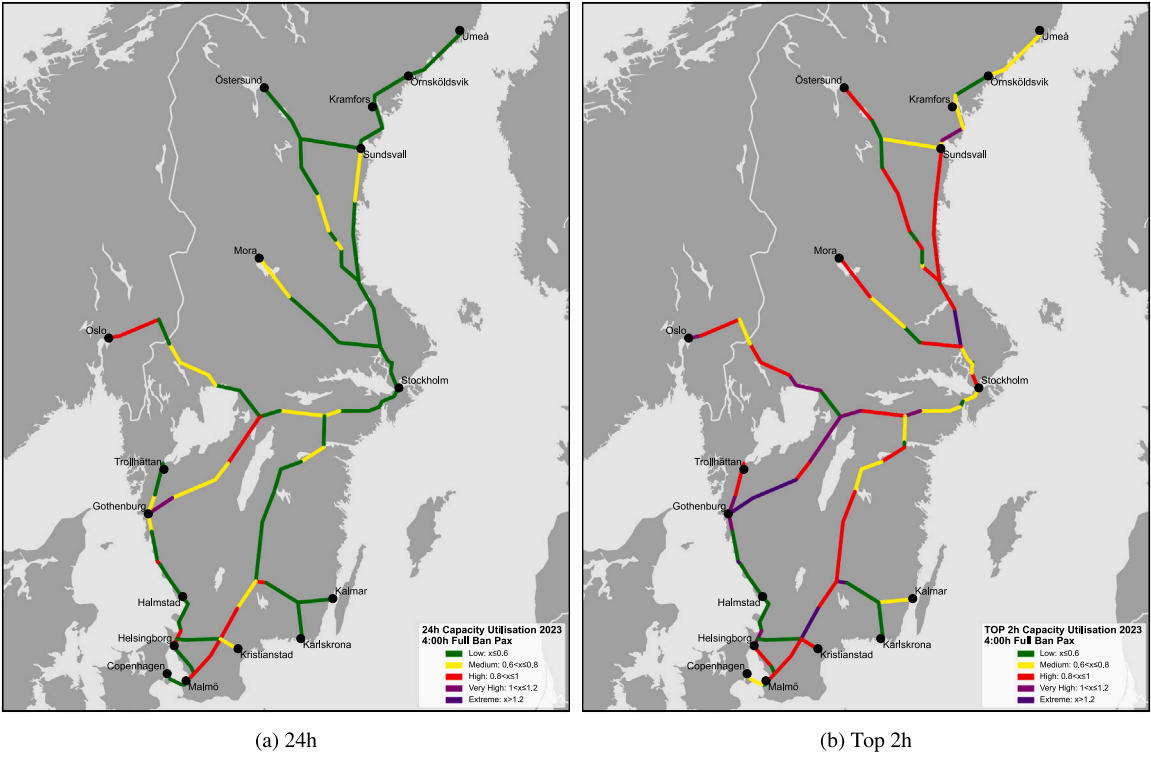 Umeå
Örnsköldsvik
Östersund
Kramfors
Sundsvall
Mora
Oslo
Stockholm
Trollhättan
Gothenburg
Halmstad
Kalmar
Helsingborg
Karlskrona
Kristianstad
Copenhagen
Malmö
24h Capacity Utilisation 2023
4:00h Full Ban Pax
Low: x≤0.6
Medium: 0,6<x≤0.8
High: 0.8<x≤1
Very High: 1<x≤1.2
Extreme: x>1.2
(a) 24h
Umeå
Örnsköldsvik
Östersund
Kramfors
Sundsvall
Mora
Oslo
Stockholm
Trollhättan
Gothenburg
Halmstad
Kalmar
Helsingborg
Karlskrona
Kristianstad
Copenhagen
Malmö
TOP 2h Capacity Utilisation 2023
4:00h Full Ban Pax
Low: x≤0.6
Medium: 0,6<x≤0.8
High: 0.8<x≤1
Very High: 1<x≤1.2
Extreme: x>1.2
(b) Top 2h